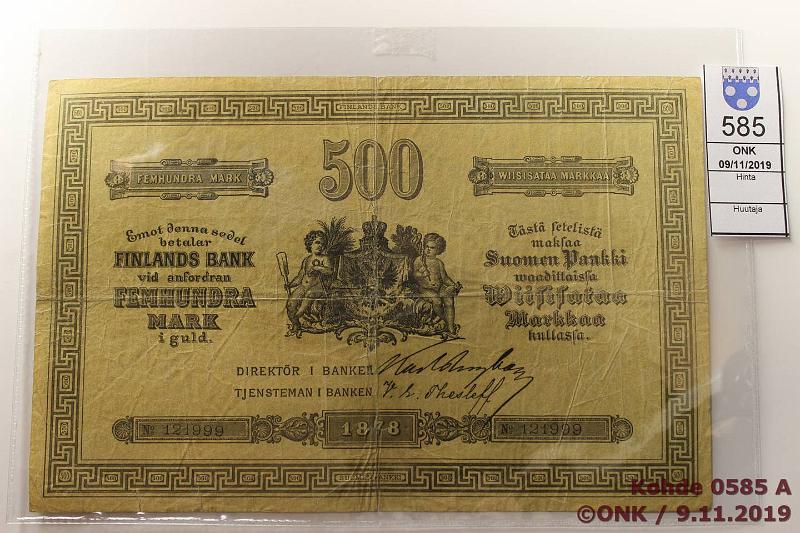 FINLANDS BANK
500
FEMHUNDRA MARK
WIISISATAA MARKKAA
Emot denna sedel
betalar
FINLANDS BANK
vid anfordran
FEMHUNDRA
MARK
i guld.
Tästä setelistä
maksaa
Suomen Pankki
waadittaissa
Wiisisataa
Markkaa
kullassa.
DIREKTÖR I BANKEN
TJENSTEMAN I BANKEN
V. L. Thesleff
No 121999
1878
No 121999
585
ONK
09/11/2019
Hinta
Huutaja
Kohde 0585 A
©ONK / 9.11.2019